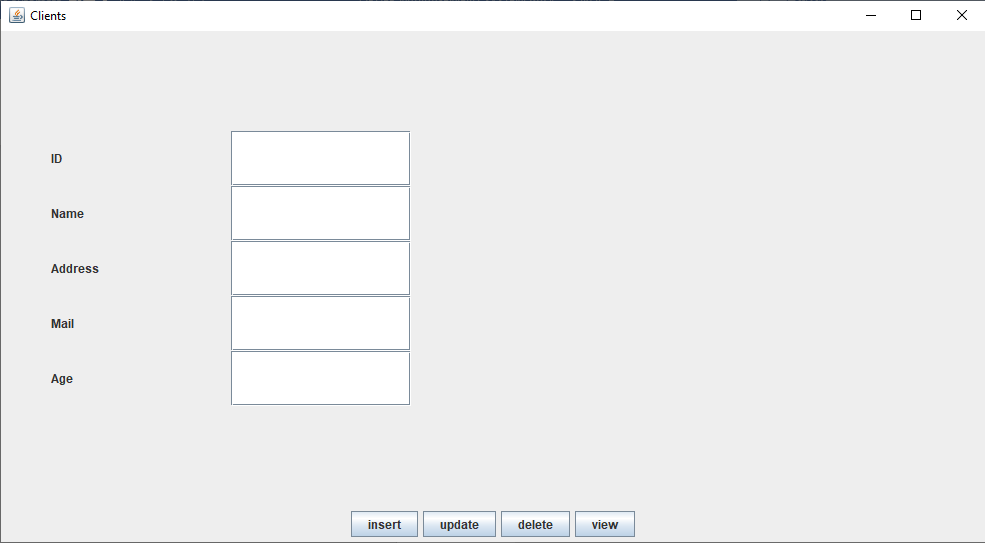 Clients
ID
Name
Address
Mail
Age
insert update delete view